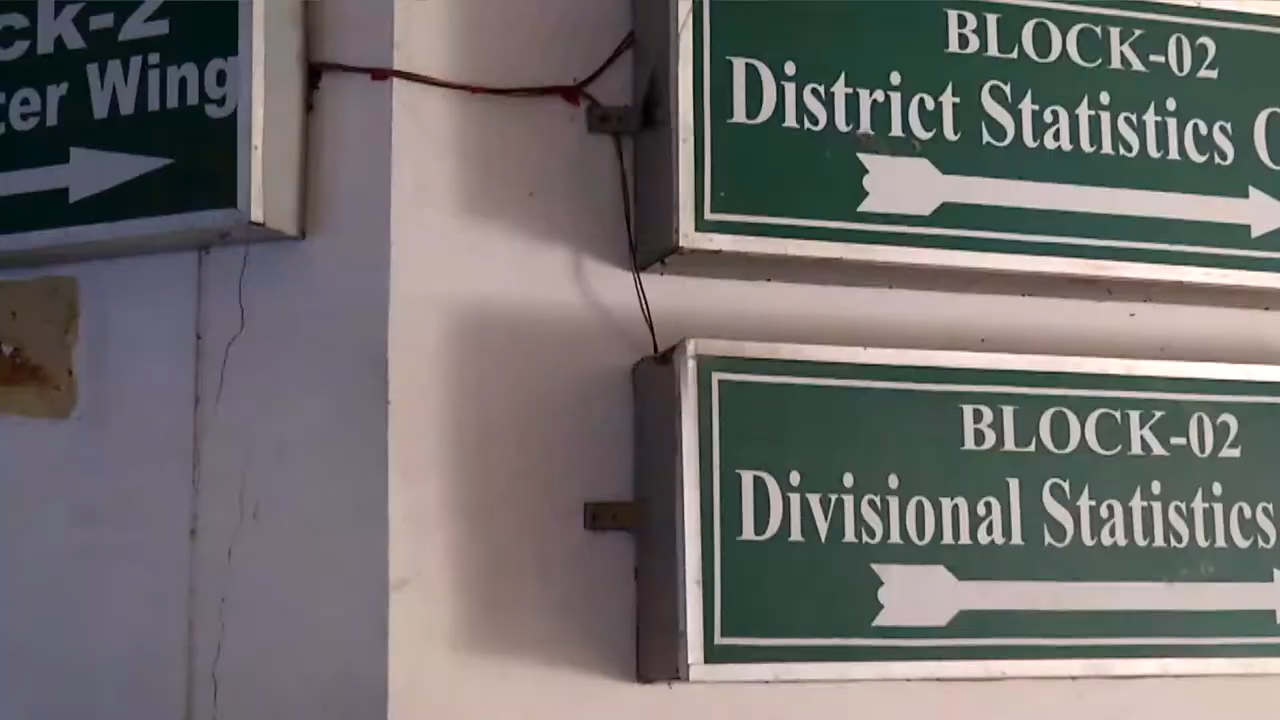 ck-2
ter Wing
BLOCK-02
District Statistics
BLOCK-02
Divisional Statistics